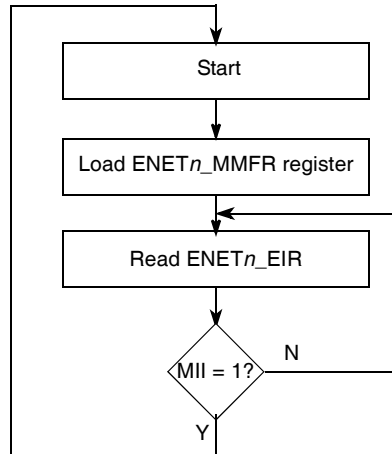 Start
Load ENETn_MMFR register
Read ENETn_EIR
MII = 1?
N
Y